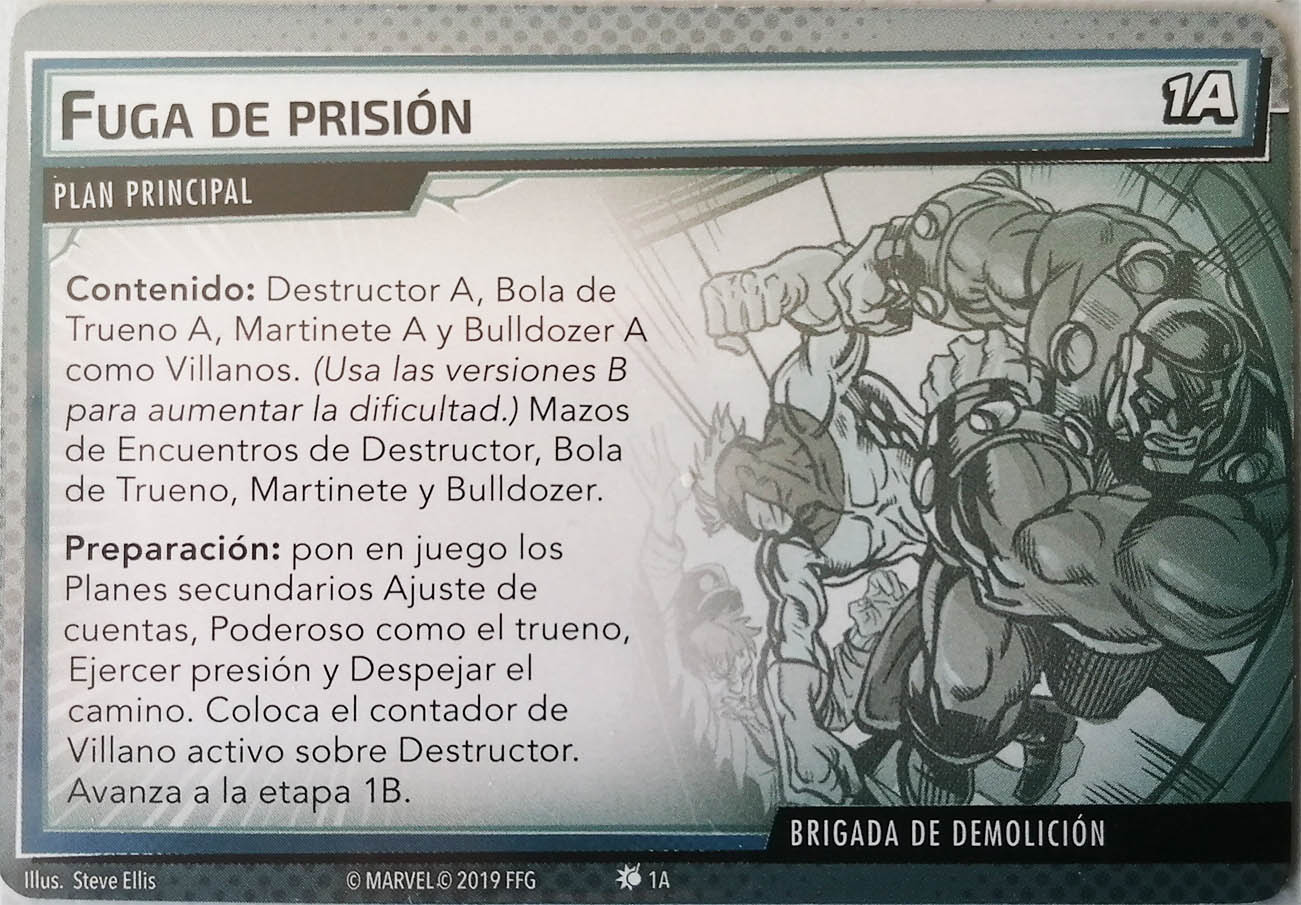 FUGA DE PRISIÓN
1A
PLAN PRINCIPAL
Contenido: Destructor A, Bola de
Trueno A, Martinete A y Bulldozer A
como Villanos. (Usa las versiones B
para aumentar la dificultad.) Mazos
de Encuentros de Destructor, Bola
de Trueno, Martinete y Bulldozer.
Preparación: pon en juego los
Planes secundarios Ajuste de
cuentas, Poderoso como el trueno,
Ejercer presión y Despejar el
camino. Coloca el contador de
Villano activo sobre Destructor.
Avanza a la etapa 1B.
BRIGADA DE DEMOLICIÓN
Illus. Steve Ellis
© MARVEL © 2019 FFG
1A